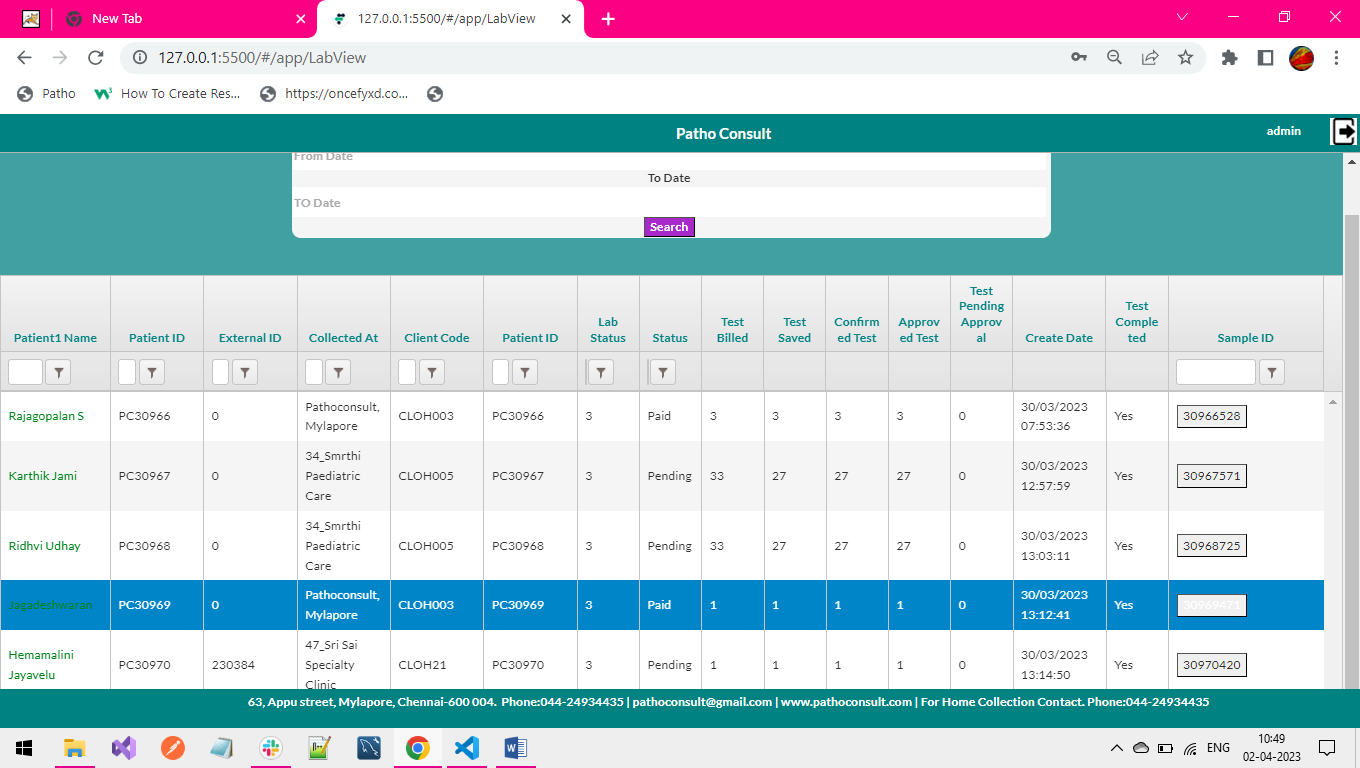 New Tab
127.0.0.1:5500/#/app/LabView
127.0.0.1:5500/#/app/LabView
Patho
How To Create Res...
https://oncefyxd.co...
Patho Consult
admin
From Date
To Date
TO Date
Search
Patient1 Name Patient ID External ID Collected At Client Code Patient ID Lab Status Status Test Billed Test Saved Confirm ed Test Approv ed Test Test Pending Approv al Create Date Test Comple ted Sample ID
Rajagopalan S PC30966 0 Pathoconsult, Mylapore CLOH003 PC30966 3 Paid 3 3 3 3 0 30/03/2023 07:53:36 Yes 30966528
Karthik Jami PC30967 0 34_Smrthi Paediatric Care CLOH005 PC30967 3 Pending 33 27 27 27 0 30/03/2023 12:57:59 Yes 30967571
Ridhvi Udhay PC30968 0 34_Smrthi Paediatric Care CLOH005 PC30968 3 Pending 33 27 27 27 0 30/03/2023 13:03:11 Yes 30968725
Jagadeshwaran PC30969 0 Pathoconsult, Mylapore CLOH003 PC30969 3 Paid 1 1 1 1 0 30/03/2023 13:12:41 Yes 30969471
Hemamalini Jayavelu PC30970 230384 47_Sri Sai Specialty Clinic CLOH21 PC30970 3 Pending 1 1 1 1 0 30/03/2023 13:14:50 Yes 30970420
63, Appu street, Mylapore, Chennai-600 004. Phone:044-24934435 | pathoconsult@gmail.com | www.pathoconsult.com | For Home Collection Contact. Phone:044-24934435
ENG
10:49
02-04-2023